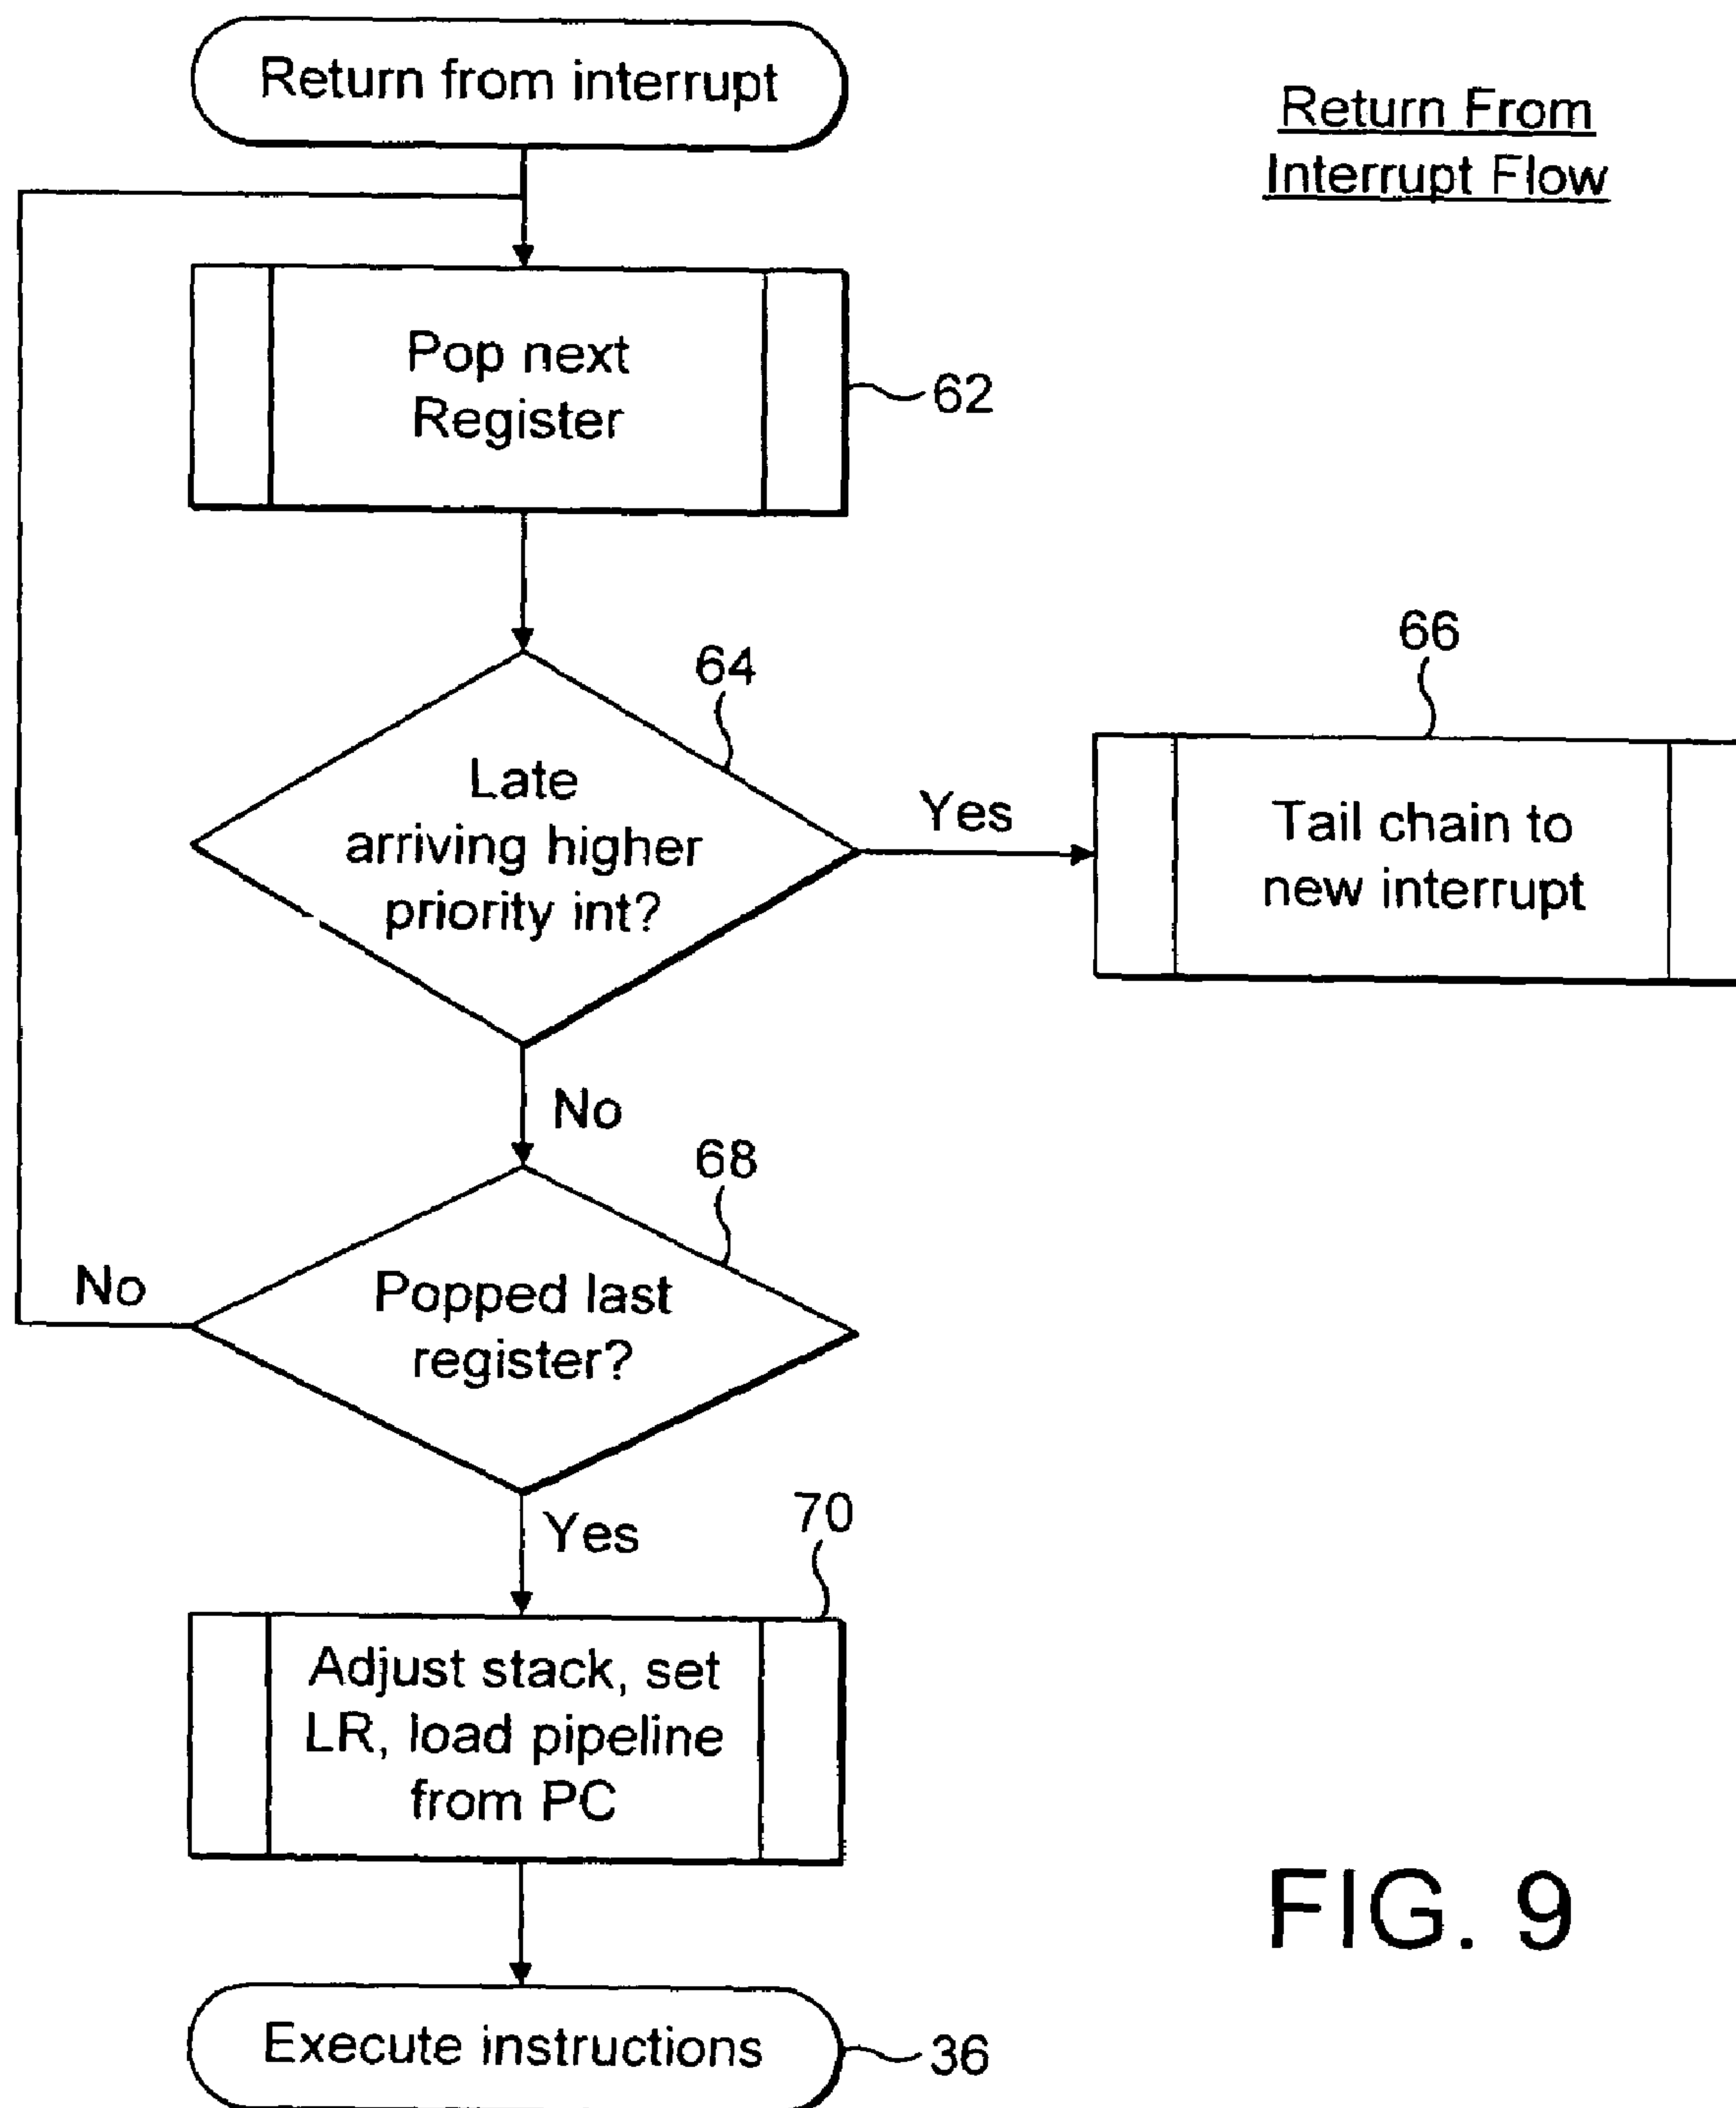 Return from interrupt
Return From
Interrupt Flow
Pop next
Register
62
64
66
Late
arriving higher
priority int?
Yes
Tail chain to
new interrupt
No
68
No
Popped last
register?
Yes
70
Adjust stack, set
LR, load pipeline
from PC
FIG. 9
Execute instructions
36